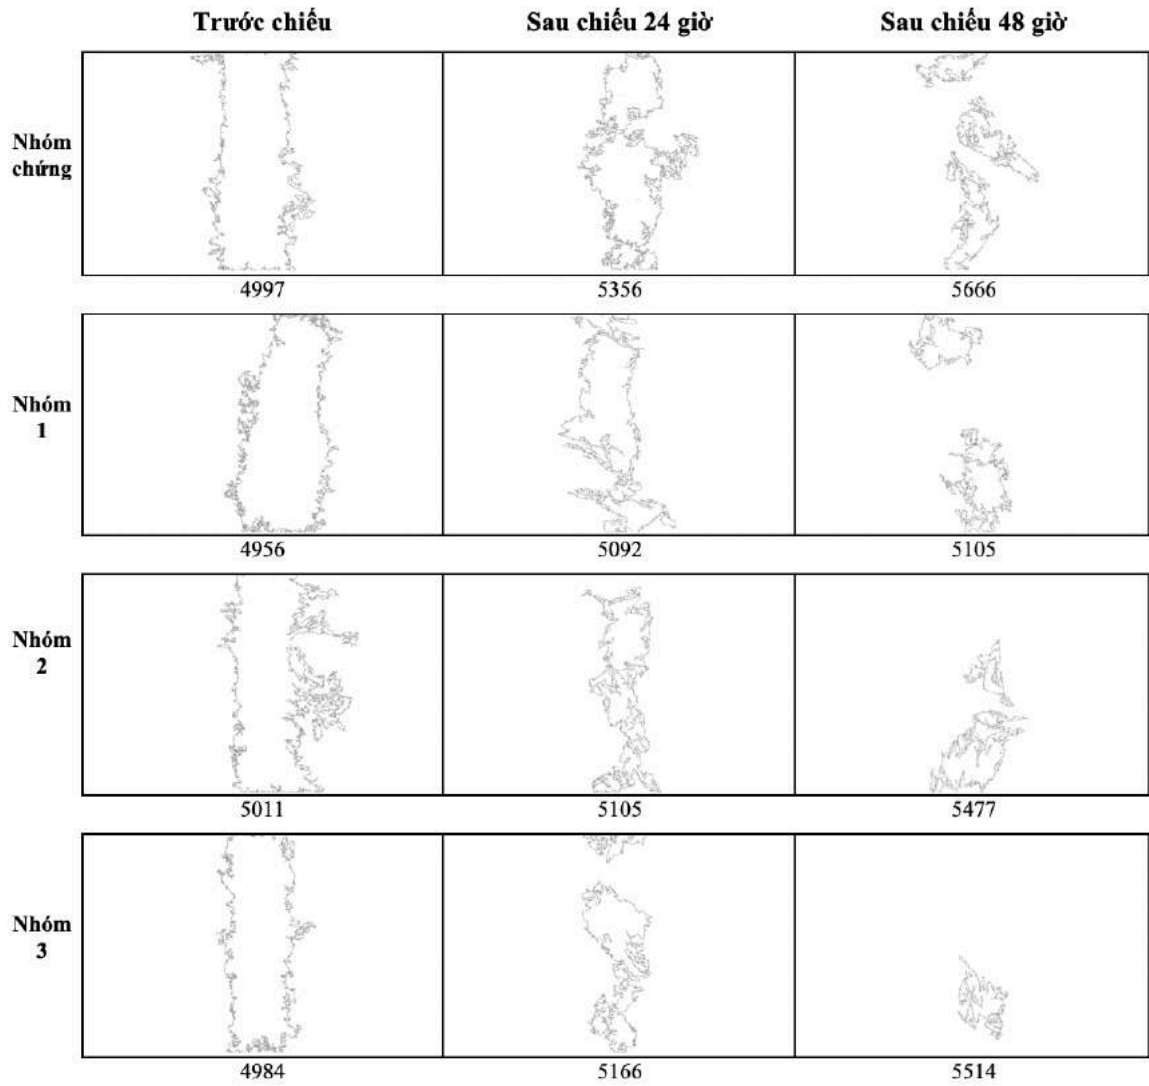 Trước chiếu Sau chiếu 24 giờ Sau chiếu 48 giờ
Nhóm
chứng
4997 5356 5666
Nhóm
1
4956 5092 5105
Nhóm
2
5011 5105 5477
Nhóm
3
4984 5166 5514